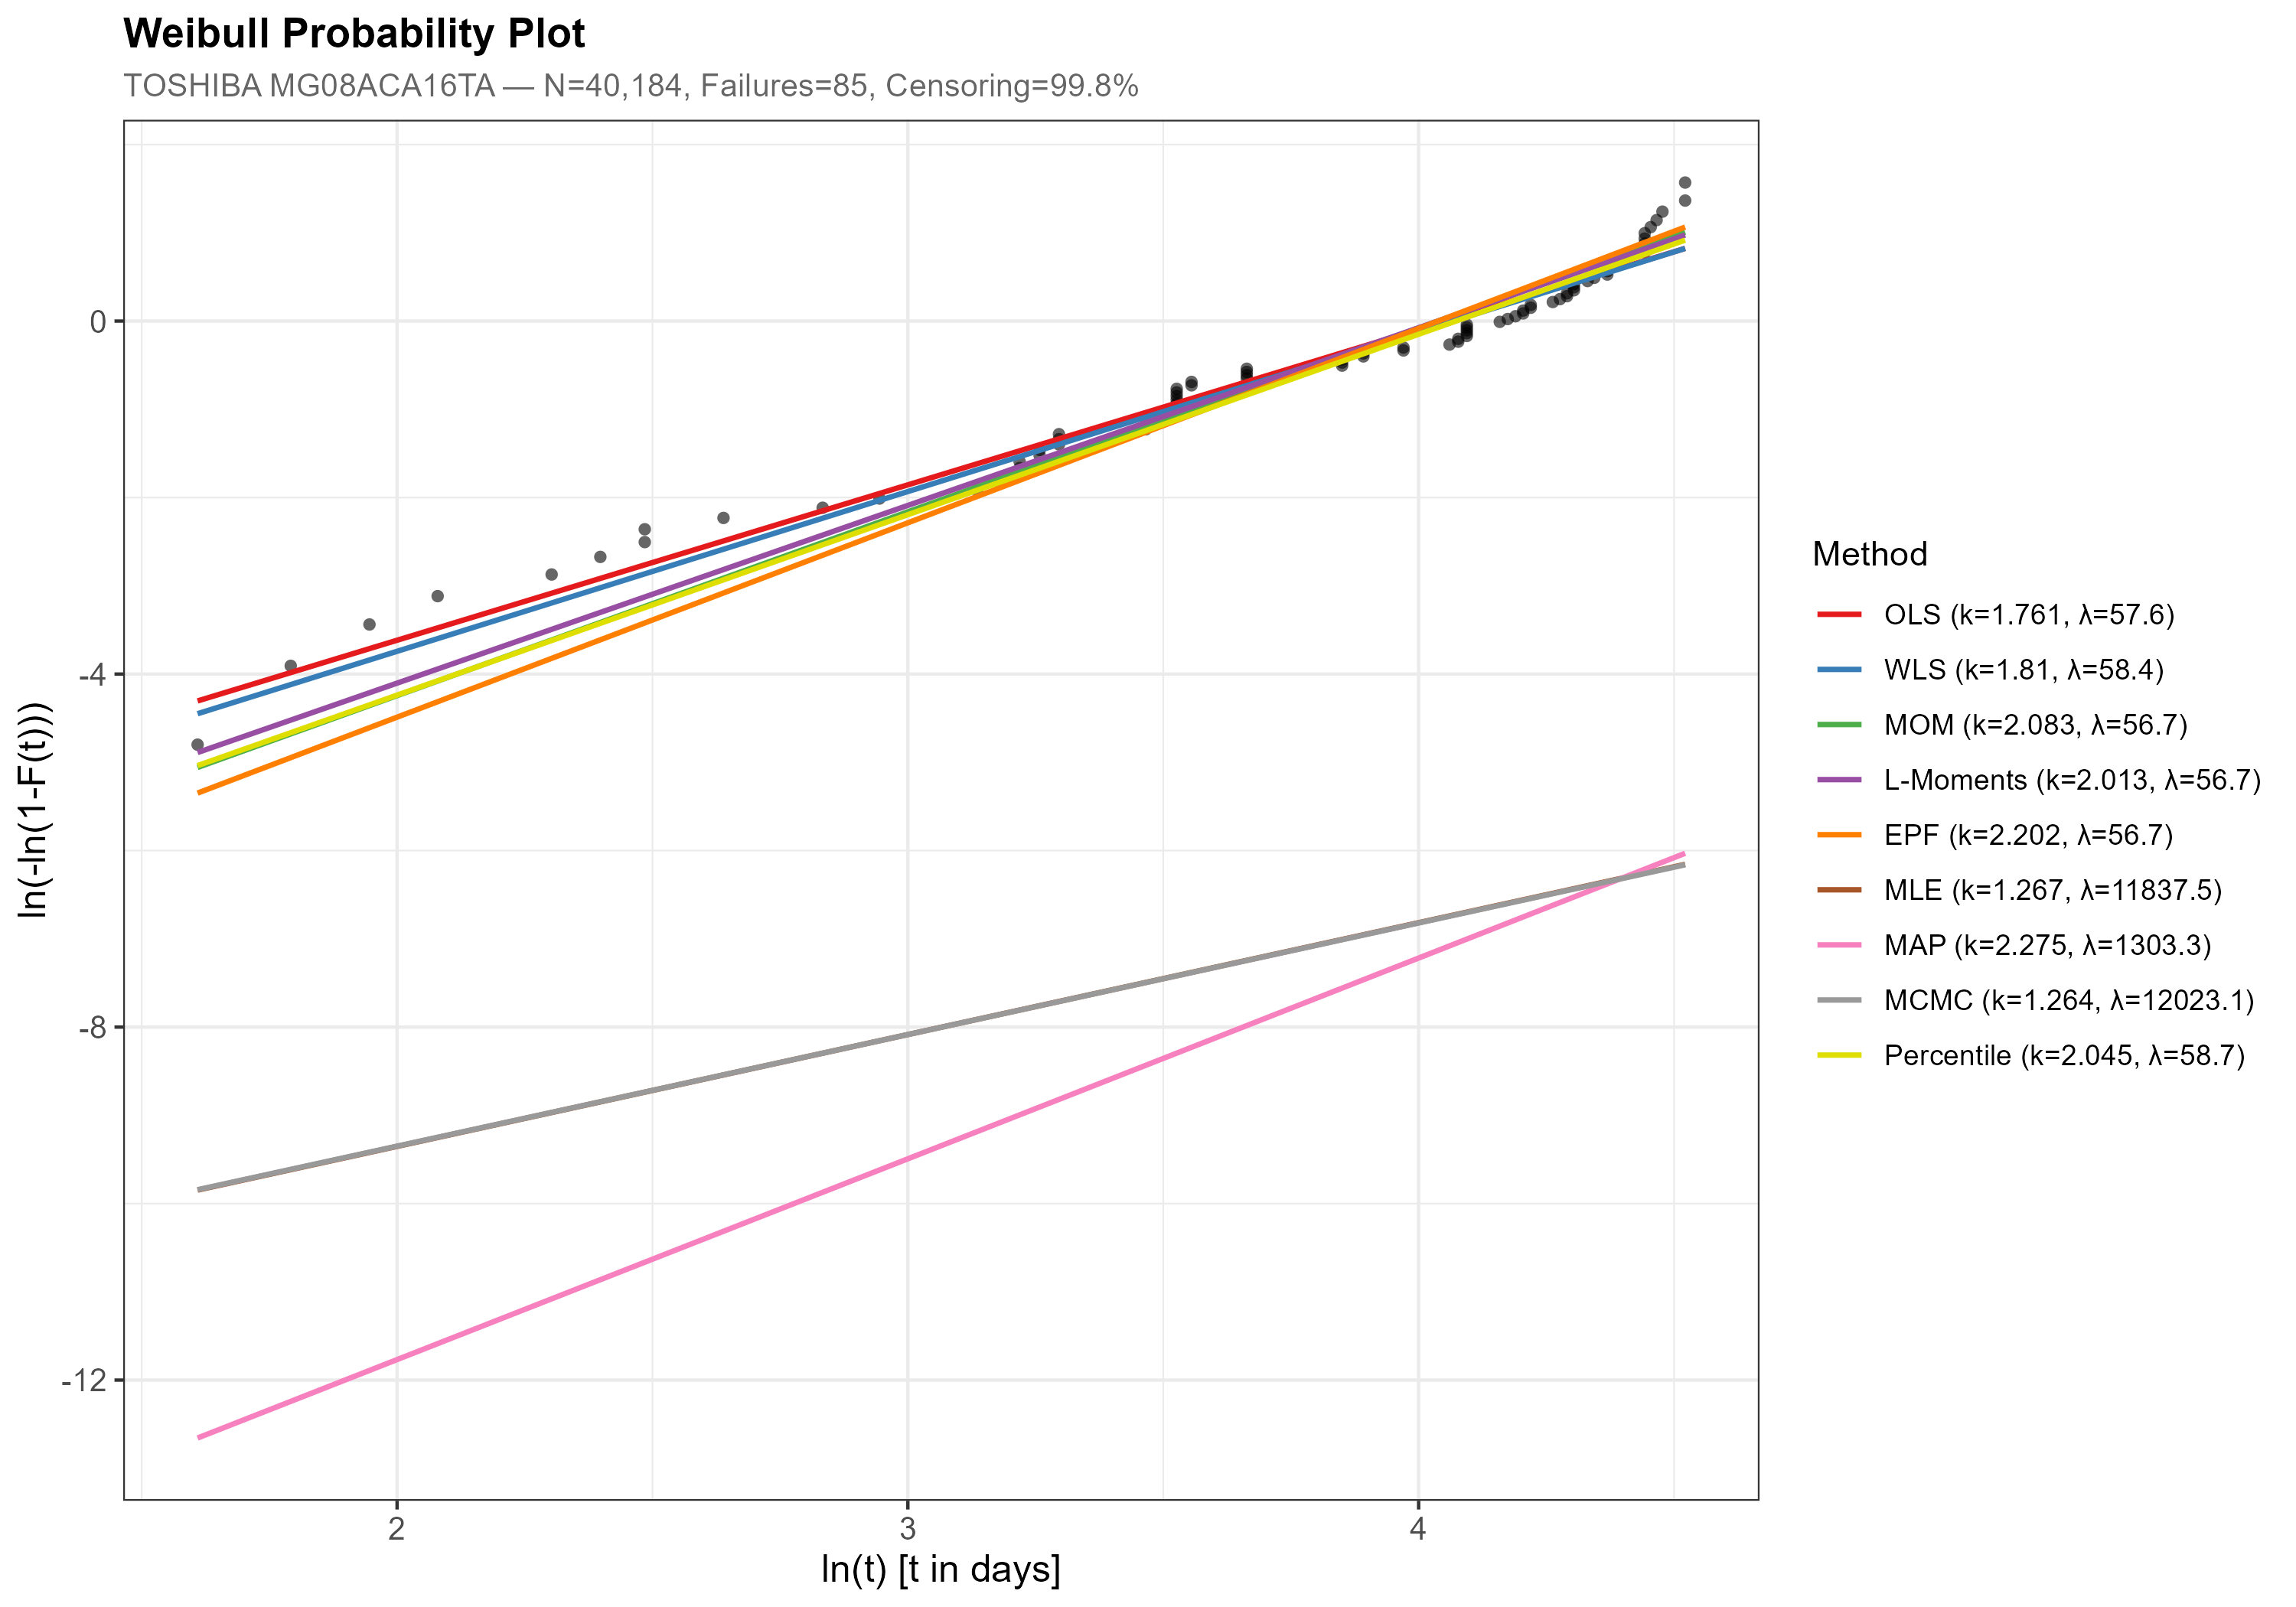 Weibull Probability Plot
TOSHIBA MG08ACA16TA — N=40,184, Failures=85, Censoring=99.8%
ln(-ln(1-F(t)))
0
-4
-8
-12
2
3
4
ln(t) [t in days]
Method
OLS (k=1.761, λ=57.6)
WLS (k=1.81, λ=58.4)
MOM (k=2.083, λ=56.7)
L-Moments (k=2.013, λ=56.7)
EPF (k=2.202, λ=56.7)
MLE (k=1.267, λ=11837.5)
MAP (k=2.275, λ=1303.3)
MCMC (k=1.264, λ=12023.1)
Percentile (k=2.045, λ=58.7)